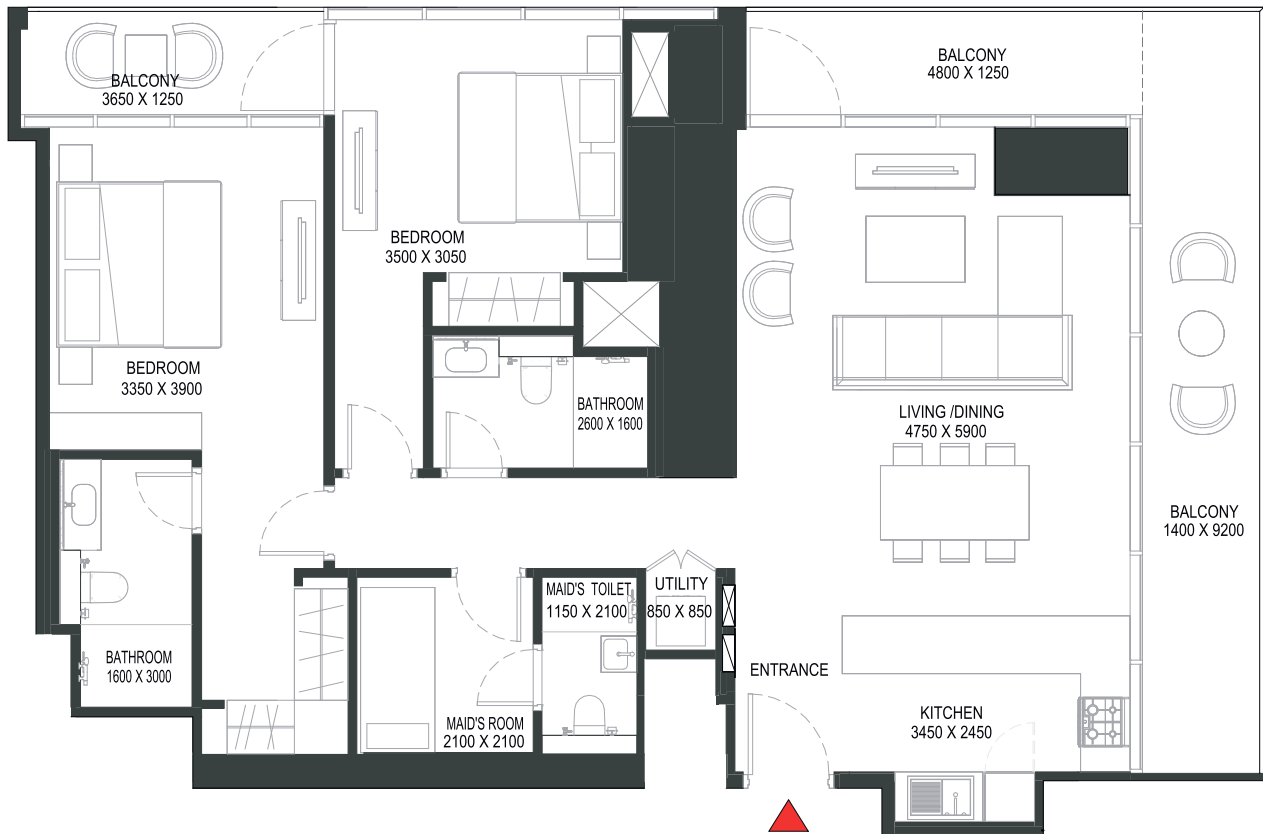 BALCONY
3650 X 1250
BALCONY
4800 X 1250
BEDROOM
3500 X 3050
BEDROOM
3350 X 3900
BATHROOM
2600 X 1600
LIVING /DINING
4750 X 5900
BALCONY
1400 X 9200
MAID'S TOILET
1150 X 2100
UTILITY
850 X 850
BATHROOM
1600 X 3000
ENTRANCE
MAID'S ROOM
2100 X 2100
KITCHEN
3450 X 2450